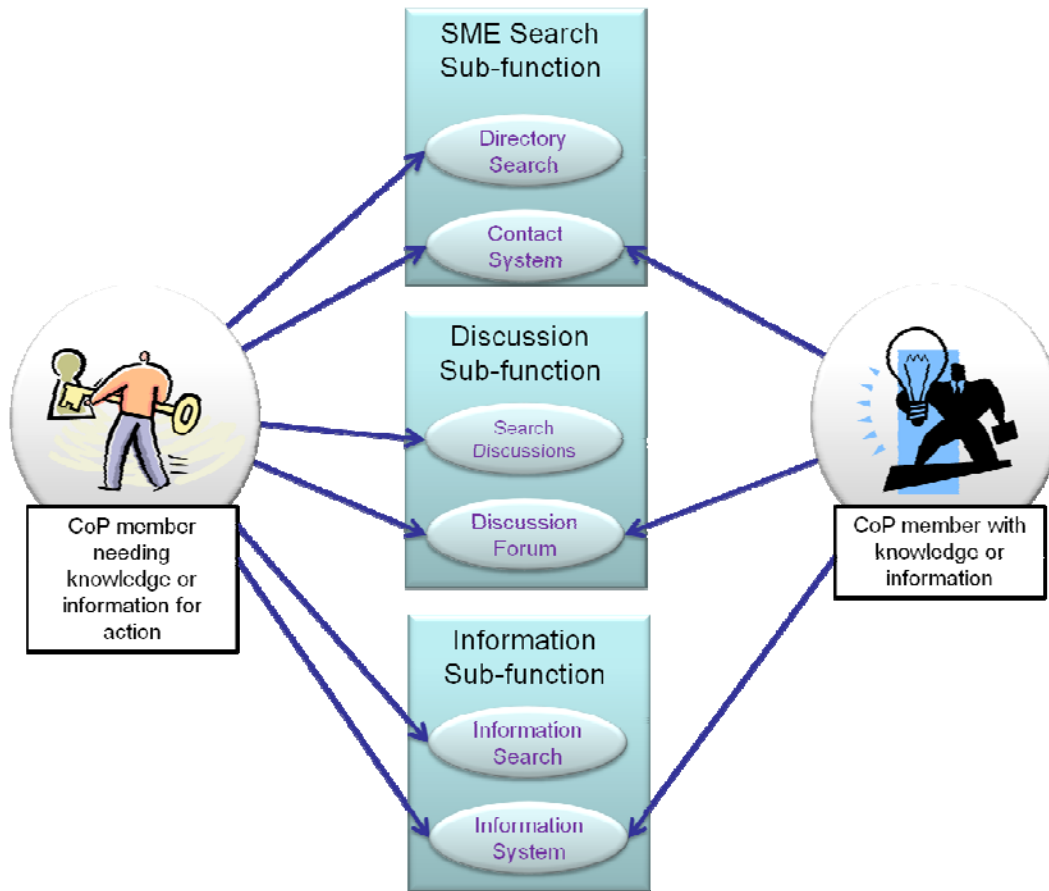 SME Search
Sub-function
Directory
Search
Contact
System
Discussion
Sub-function
Search
Discussions
Discussion
Forum
CoP member
needing
knowledge or
information for
action
CoP member with
knowledge or
information
Information
Sub-function
Information
Search
Information
System